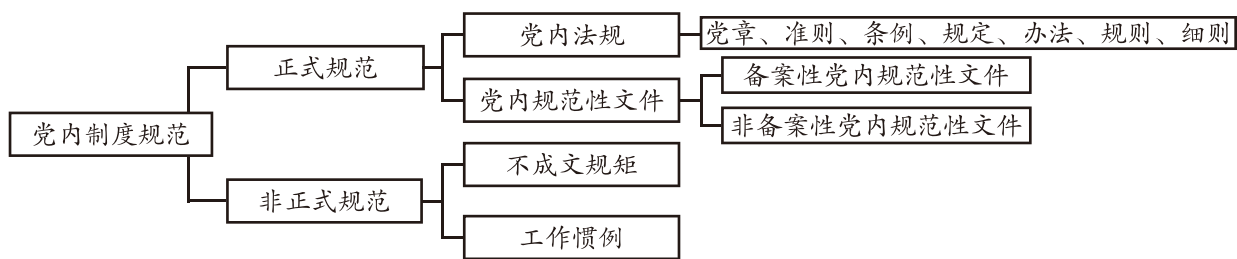 党内制度规范
正式规范
党内法规
党章、准则、条例、规定、办法、规则、细则
党内规范性文件
备案性党内规范性文件
非备案性党内规范性文件
非正式规范
不成文规矩
工作惯例